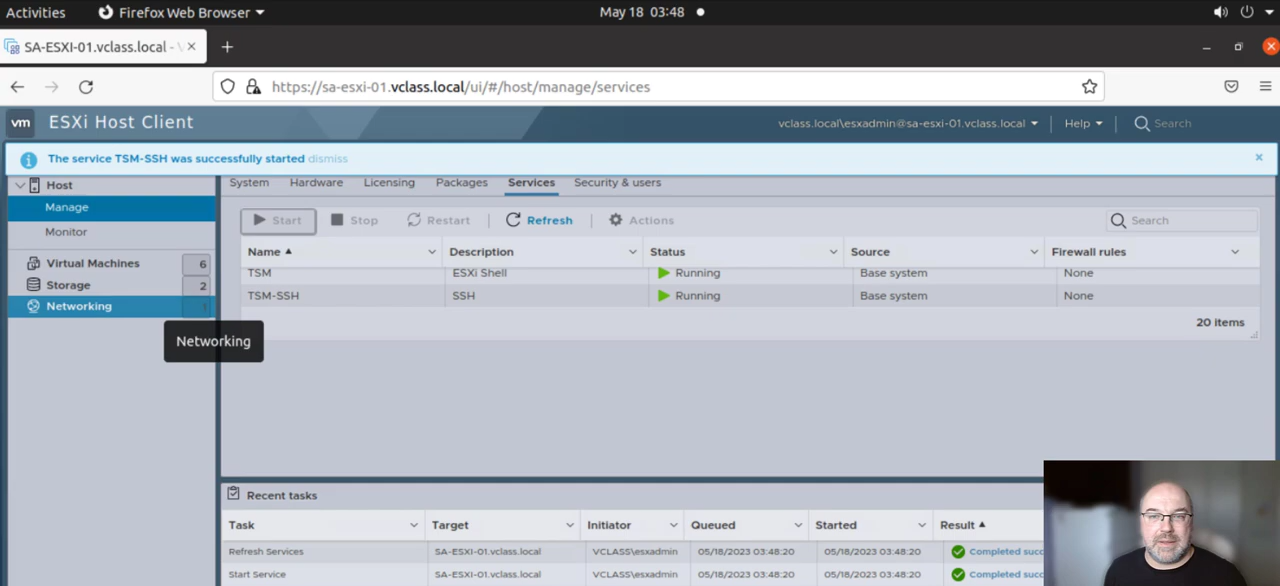 Activities Firefox Web Browser May 18 03:48
SA-ESXI-01.vclass.local - V
https://sa-esxi-01.vclass.local/ui/#/host/manage/services
vm ESXi Host Client vclass.local\esxadmin@sa-esxi-01.vclass.local Help Search
The service TSM-SSH was successfully started dismiss
Host System Hardware Licensing Packages Services Security & users
Manage
Start Stop Restart Refresh Actions Search
Monitor
Name Description Status Source Firewall rules
Virtual Machines 6
TSM ESXi Shell Running Base system None
Storage 2
TSM-SSH SSH Running Base system None
Networking 1
20 items
Networking
Recent tasks
Task Target Initiator Queued Started Result
Refresh Services SA-ESXI-01.vclass.local VCLASS\esxadmin 05/18/2023 03:48:20 05/18/2023 03:48:20 Completed succ
Start Service SA-ESXI-01.vclass.local VCLASS\esxadmin 05/18/2023 03:48:20 05/18/2023 03:48:20 Completed succ